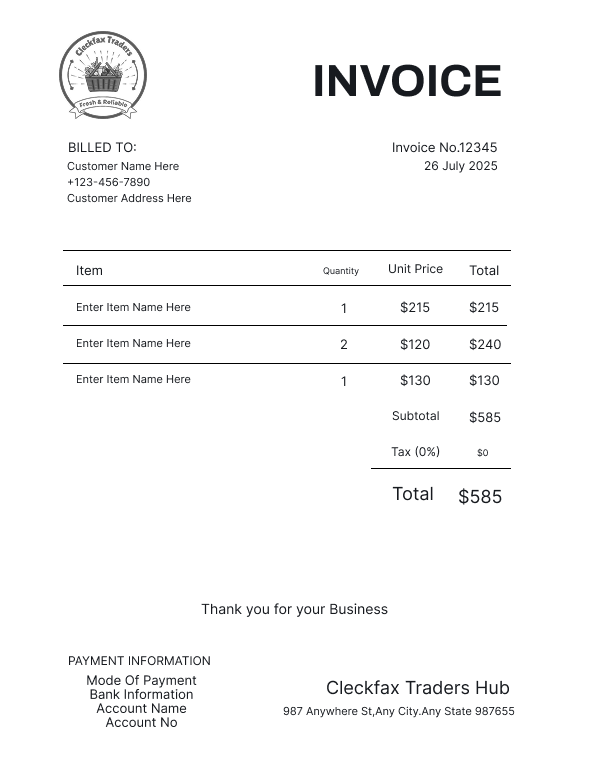 Cleckfax Traders
Fresh & Reliable
INVOICE
BILLED TO:
Customer Name Here
+123-456-7890
Customer Address Here
Invoice No.12345
26 July 2025
Item Quantity Unit Price Total
Enter Item Name Here 1 $215 $215
Enter Item Name Here 2 $120 $240
Enter Item Name Here 1 $130 $130
Subtotal $585
Tax (0%) $0
Total $585
Thank you for your Business
PAYMENT INFORMATION
Mode Of Payment
Bank Information
Account Name
Account No
Cleckfax Traders Hub
987 Anywhere St,Any City.Any State 987655